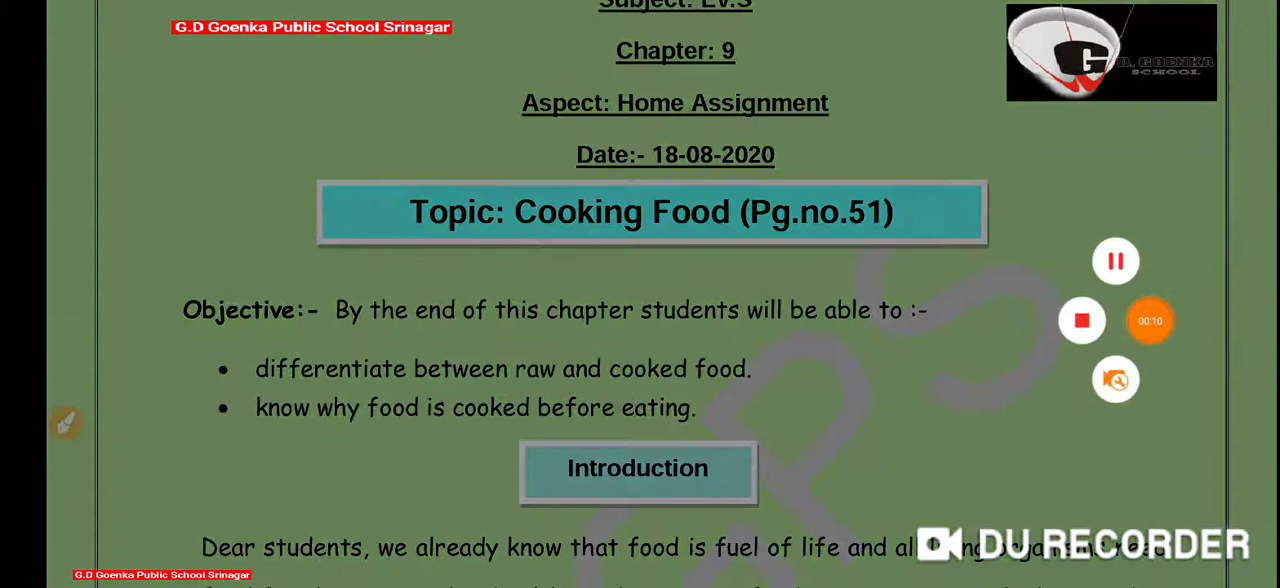 Subject: Ev.S
G.D Goenka Public School Srinagar
Chapter: 9
G D. GOENKA
SCHOOL
Aspect: Home Assignment
Date:- 18-08-2020
Topic: Cooking Food (Pg.no.51)
Objective:- By the end of this chapter students will be able to :-
• differentiate between raw and cooked food.
• know why food is cooked before eating.
00:10
Introduction
Dear students, we already know that food is fuel of life and all
DU RECORDER
G.D Goenka Public School Srinagar